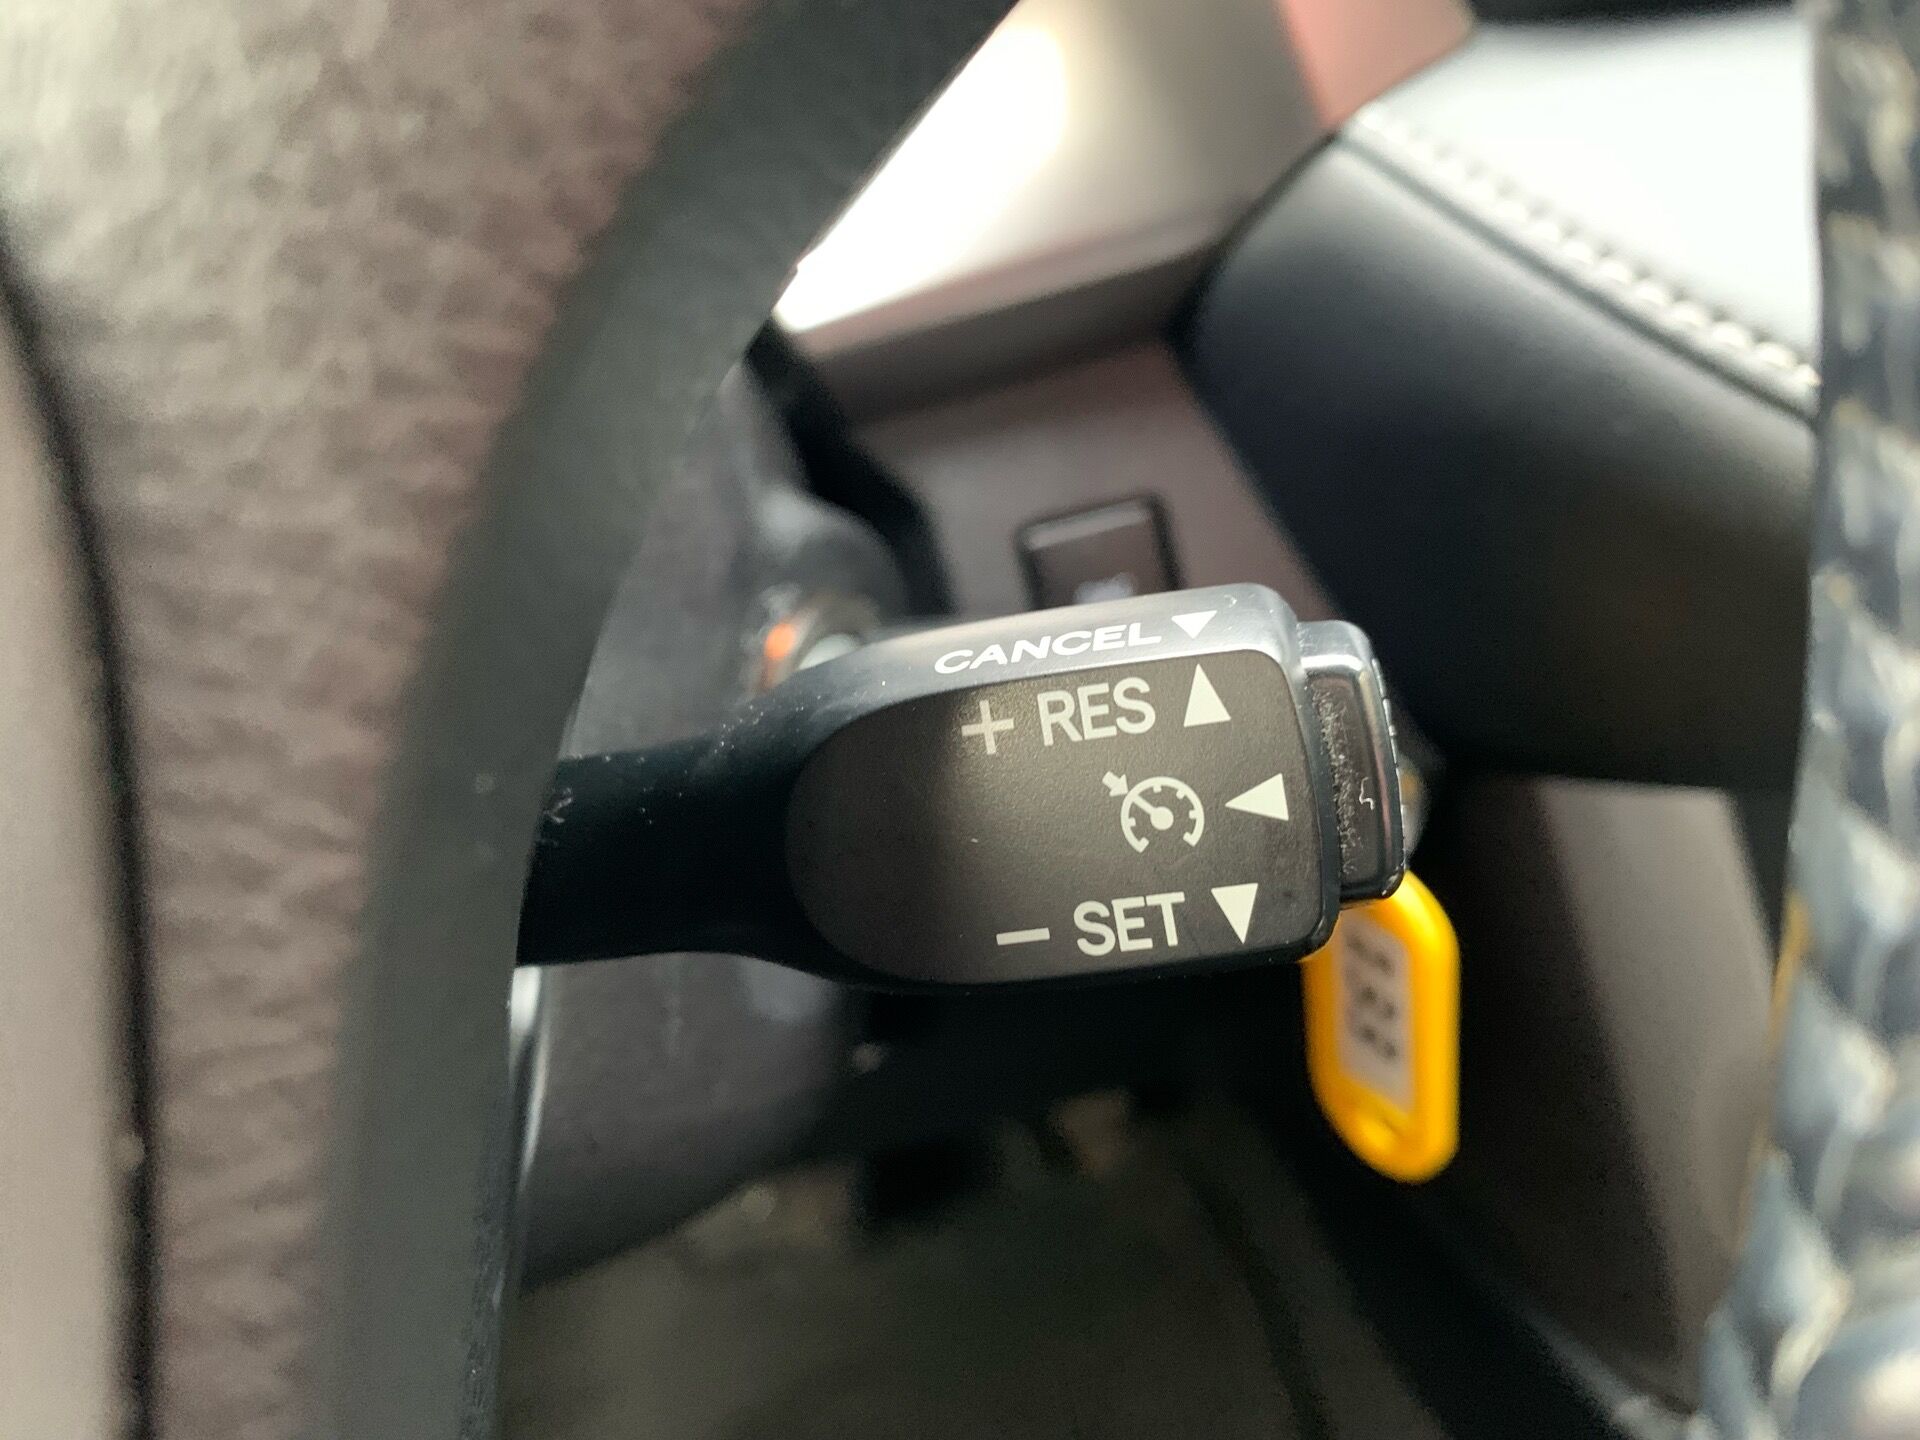 CANCEL▼
+ RES ▲
◀
– SET ▼